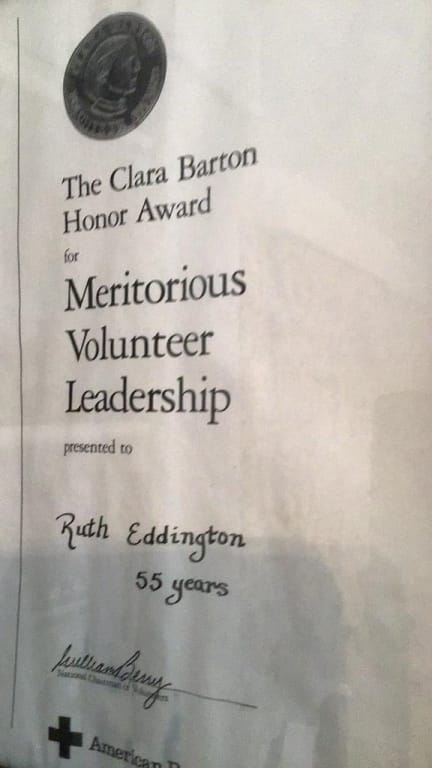 The Clara Barton
Honor Award
for
Meritorious
Volunteer
Leadership
presented to
Ruth Eddington
55 years
National Chairman of Volunteers
American